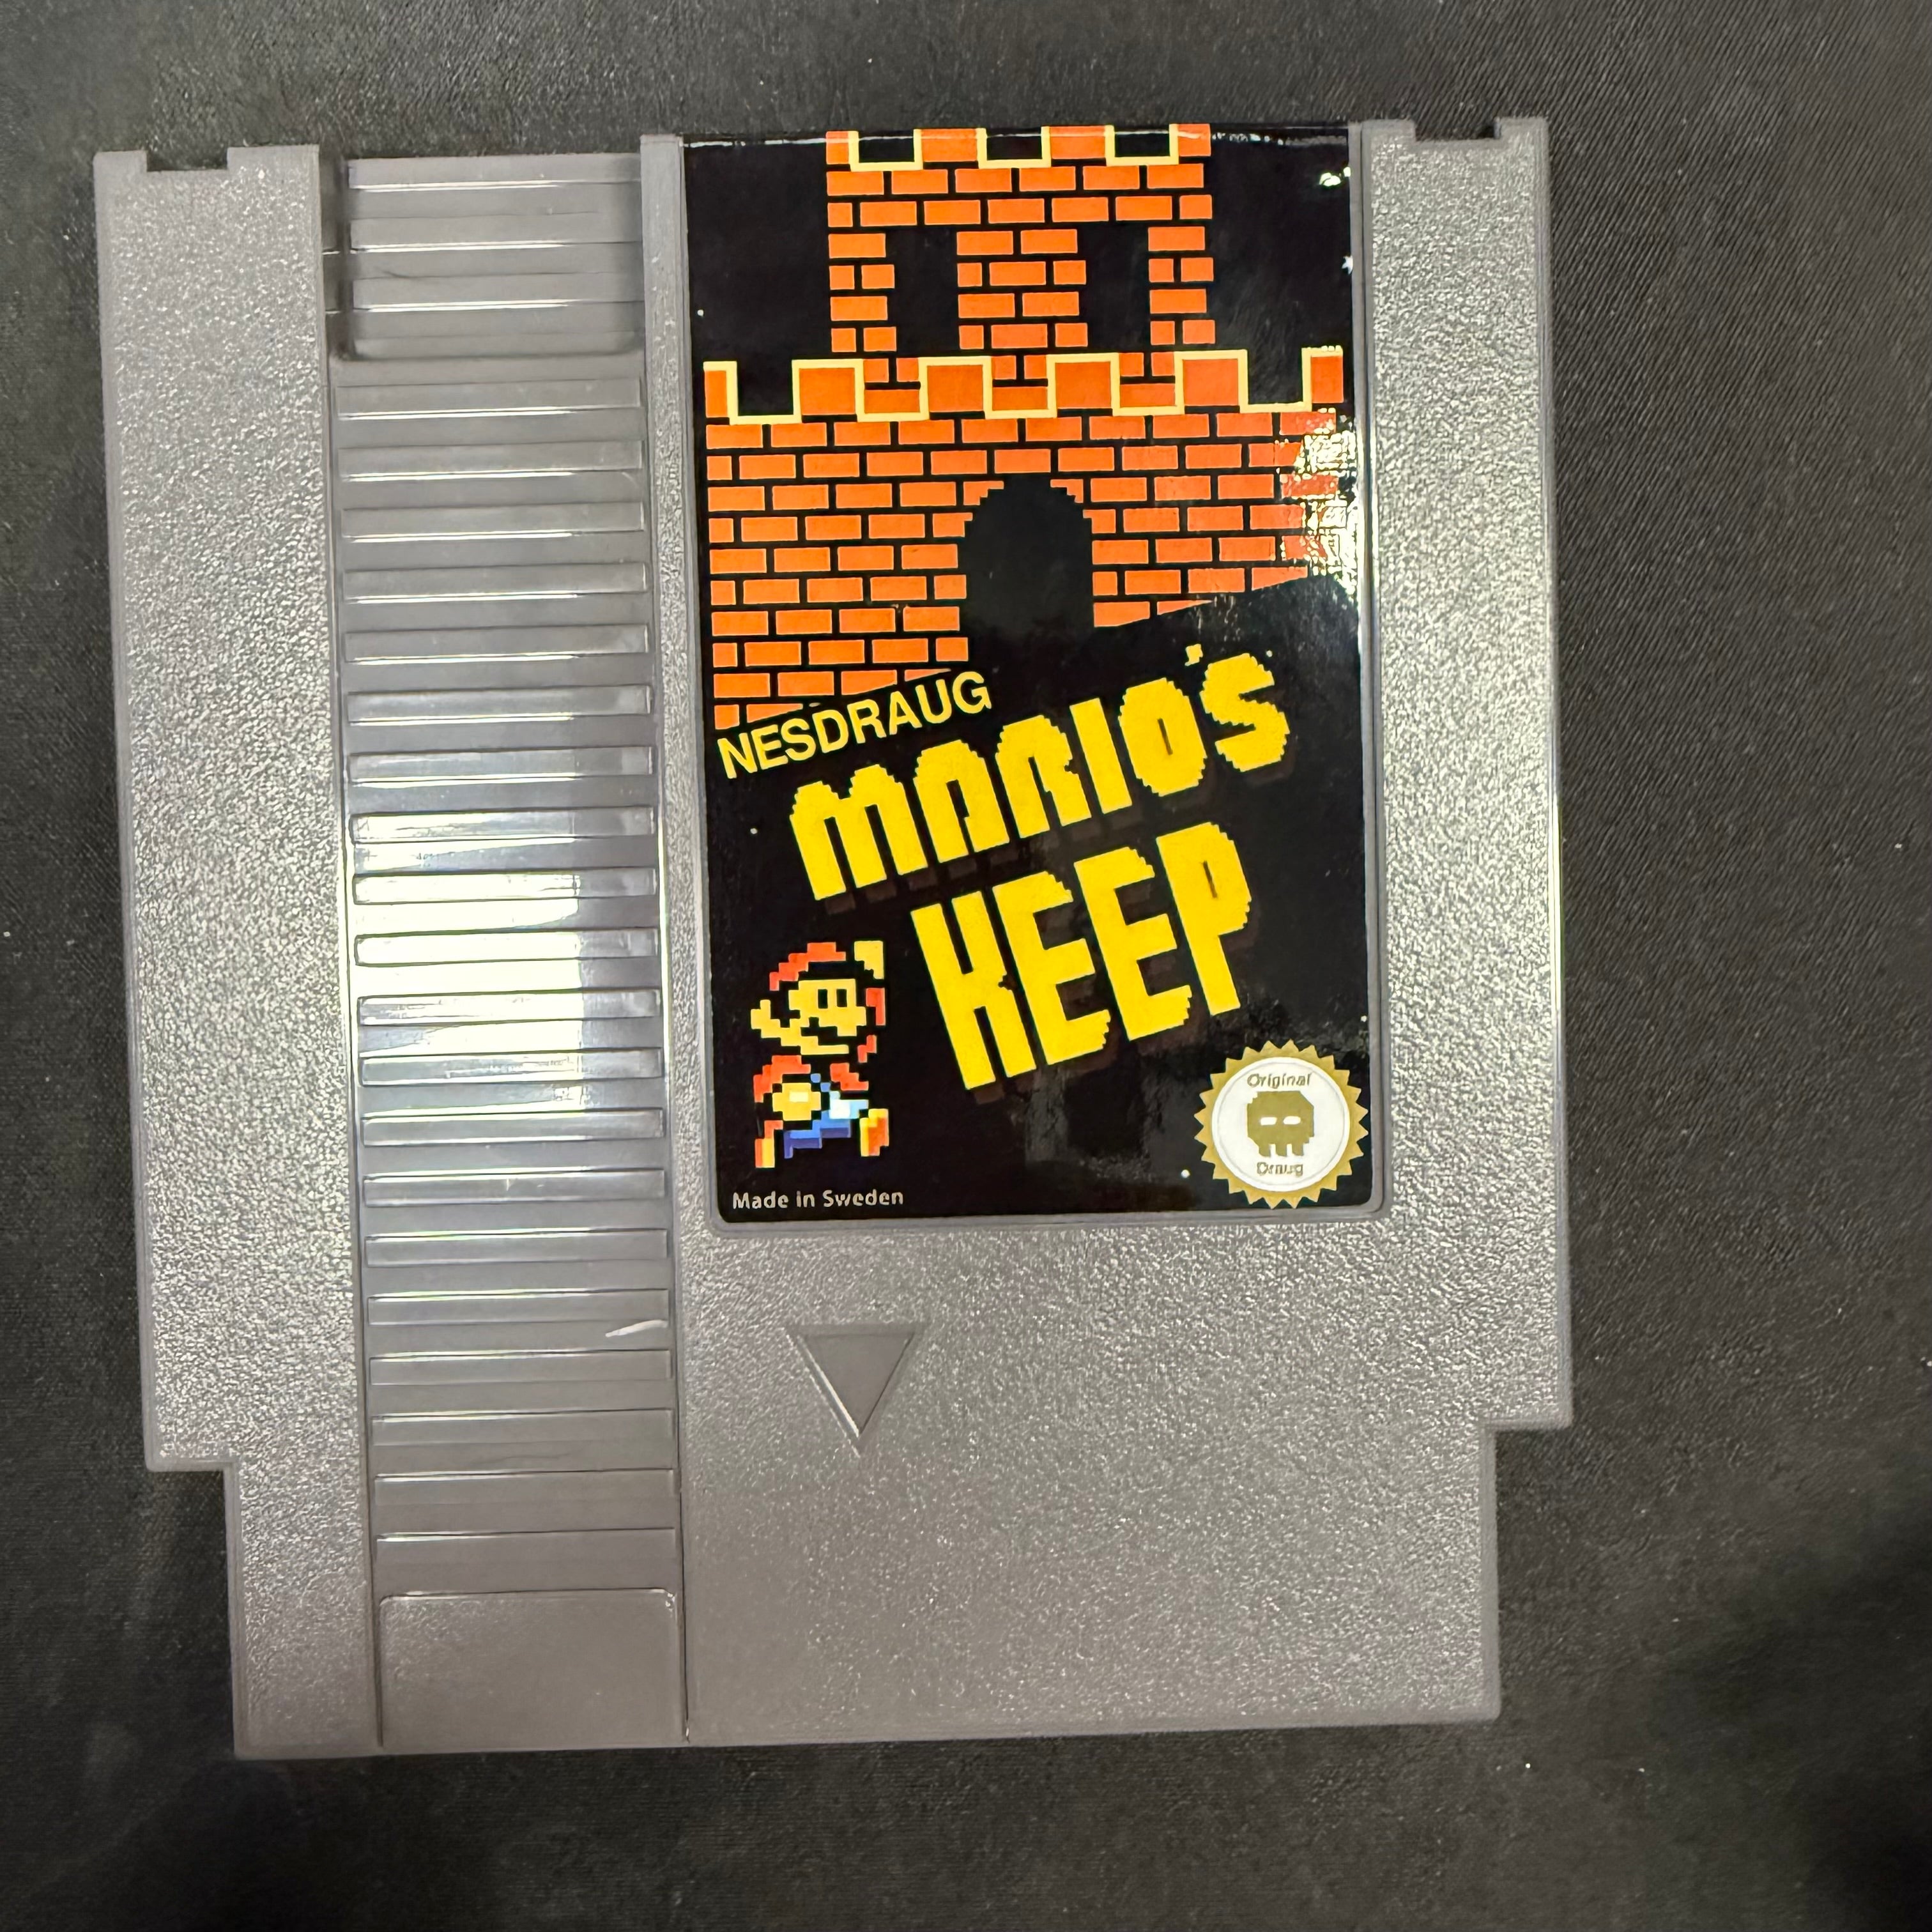 NESDRAUG
MARIO'S
KEEP
Original
Draug
Made in Sweden